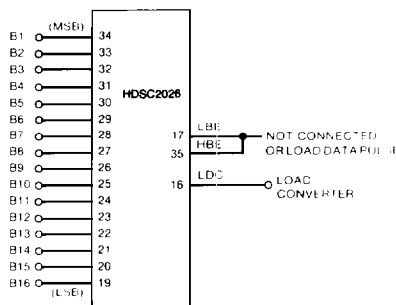 (MSB)
B1 34
B2 33
B3 32
B4 31
B5 30
B6 29
B7 28
B8 27
B9 26
B10 25
B11 24
B12 23
B13 22
B14 21
B15 20
B16 19
(LSB)
HDSC2026
17 LBE
35 HBE
NOT CONNECTED
OR LOAD DATA PULSE
16 LDC
LOAD
CONVERTER